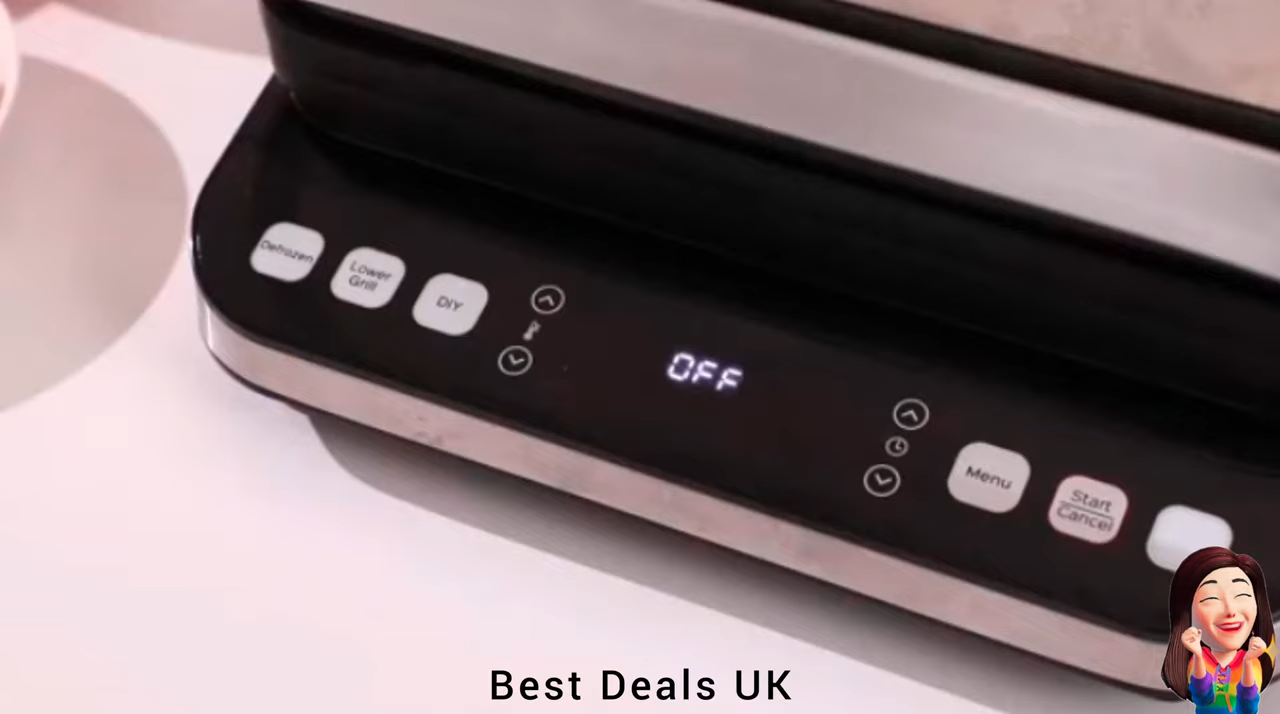 Defrozen
Lower
Grill
DIY
OFF
Menu
Start
Cancel
Best Deals UK